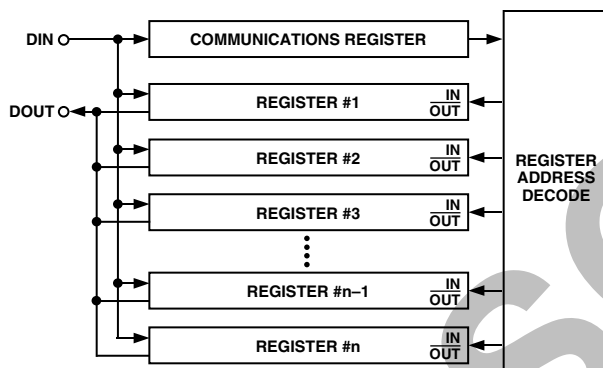 DIN
COMMUNICATIONS REGISTER
REGISTER #1
IN
OUT
DOUT
REGISTER #2
IN
OUT
REGISTER
ADDRESS
DECODE
REGISTER #3
IN
OUT
REGISTER #n–1
IN
OUT
REGISTER #n
IN
OUT